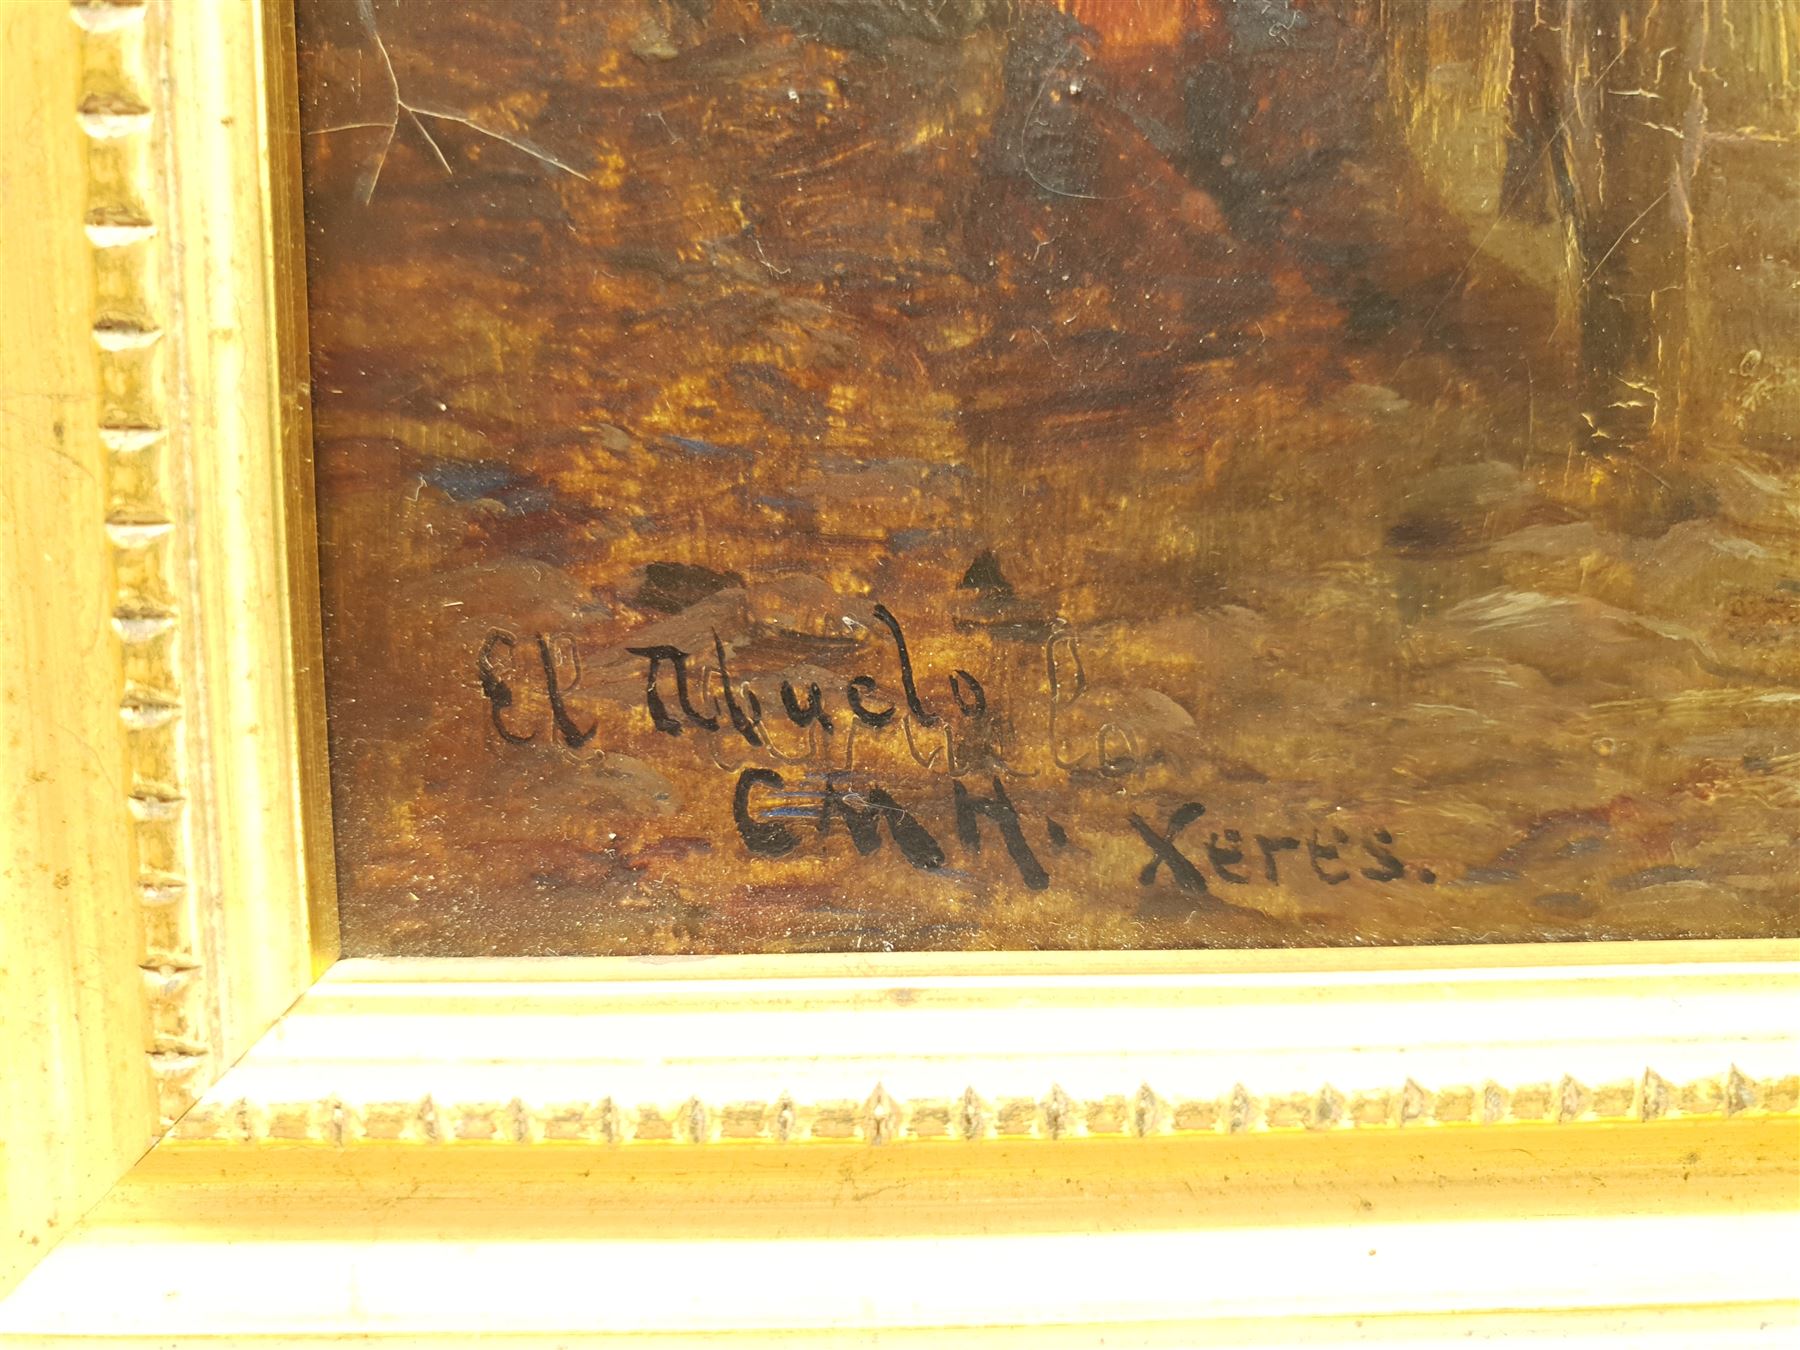 El Abuelo
CMH. Xeres.